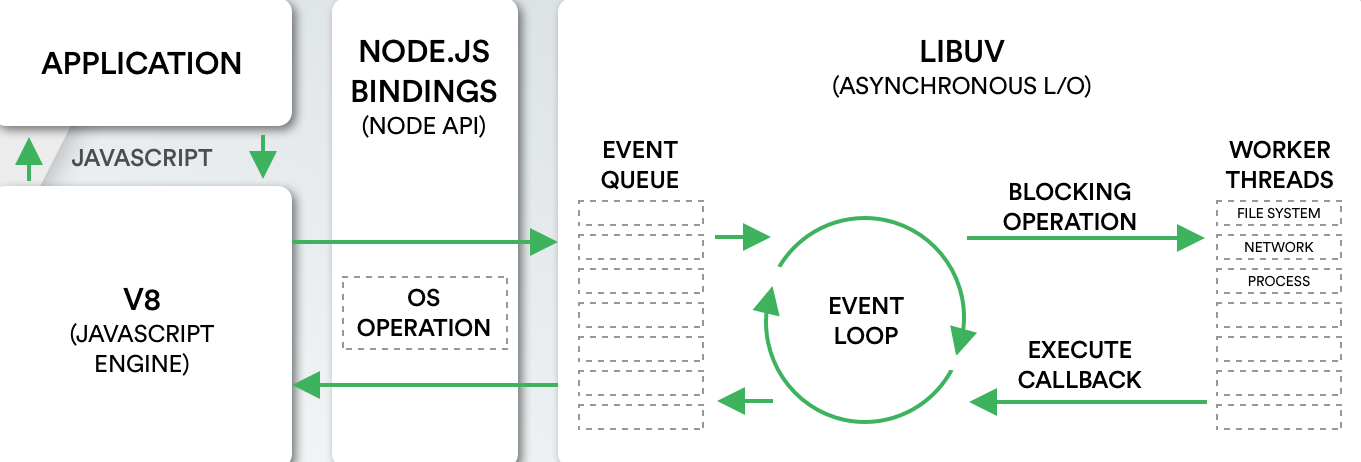 APPLICATION
JAVASCRIPT
V8
(JAVASCRIPT
ENGINE)
NODE.JS
BINDINGS
(NODE API)
OS
OPERATION
LIBUV
(ASYNCHRONOUS L/O)
EVENT
QUEUE
EVENT
LOOP
BLOCKING
OPERATION
EXECUTE
CALLBACK
WORKER
THREADS
FILE SYSTEM
NETWORK
PROCESS